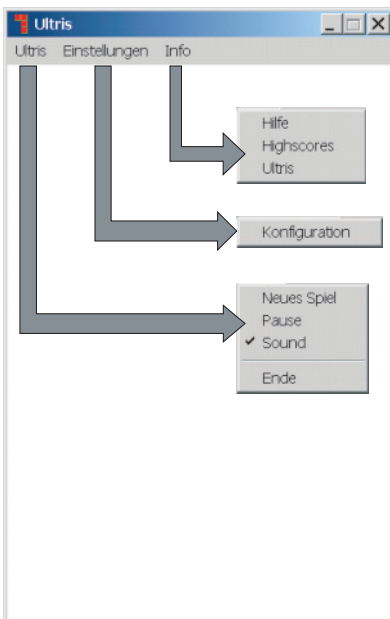 Ultris
Ultris Einstellungen Info
Hilfe
Highscores
Ultris
Konfiguration
Neues Spiel
Pause
Sound
Ende